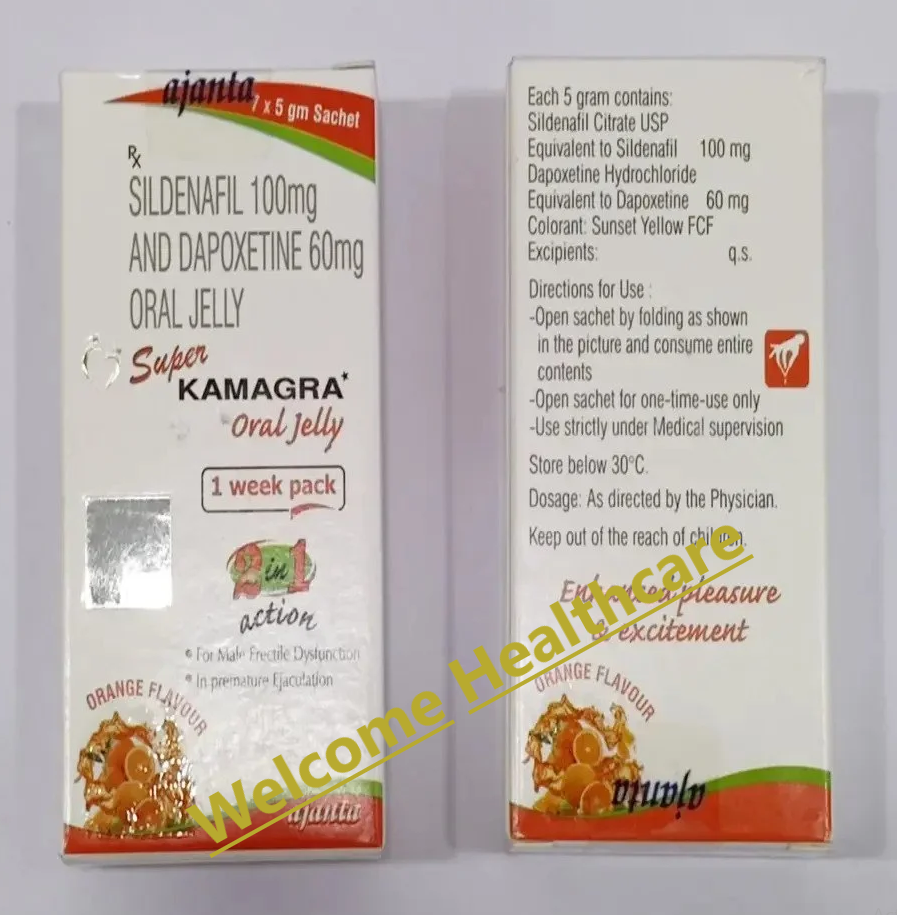 ajanta
7 x 5 gm Sachet
Rx
SILDENAFIL 100mg
AND DAPOXETINE 60mg
ORAL JELLY
Super
KAMAGRA*
Oral Jelly
1 week pack
2 in 1
action
• For Male Erectile Dysfunction
• In premature Ejaculation
ORANGE FLAVOUR
ajanta
Each 5 gram contains:
Sildenafil Citrate USP
Equivalent to Sildenafil 100 mg
Dapoxetine Hydrochloride
Equivalent to Dapoxetine 60 mg
Colorant: Sunset Yellow FCF
Excipients: q.s.
Directions for Use :
-Open sachet by folding as shown
in the picture and consume entire
contents
-Open sachet for one-time-use only
-Use strictly under Medical supervision
Store below 30°C.
Dosage: As directed by the Physician.
Keep out of the reach of children.
Enhanced pleasure
& excitement
ORANGE FLAVOUR
ajanta
Welcome Healthcare